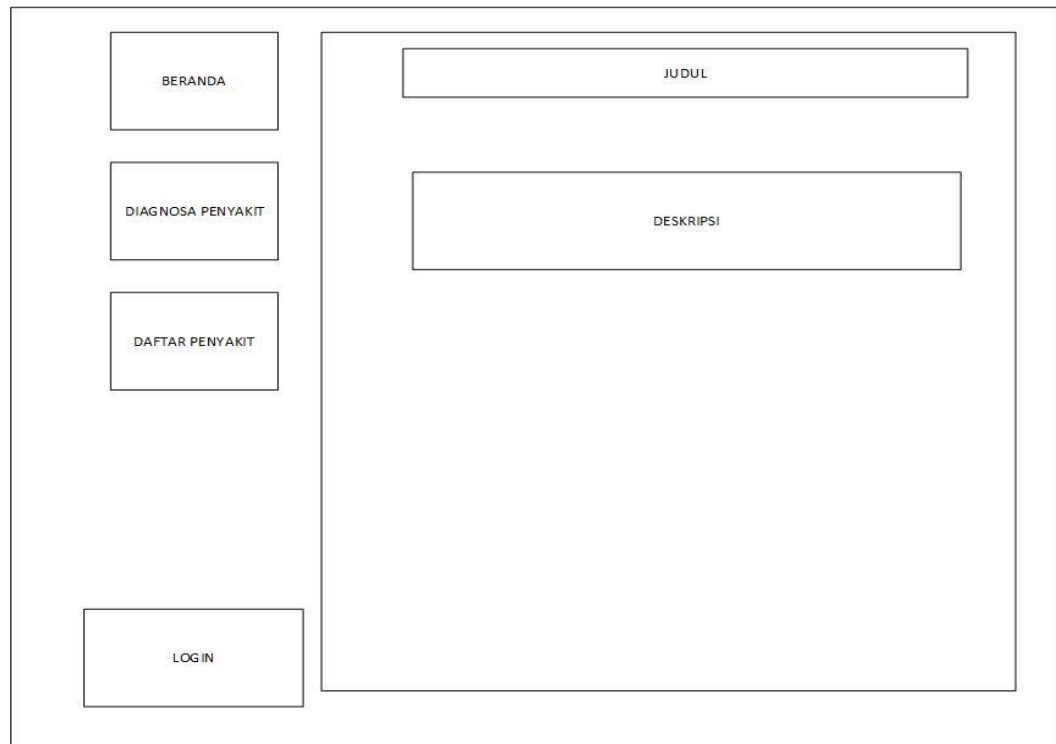 BERANDA
DIAGNOSA PENYAKIT
DAFTAR PENYAKIT
LOGIN
JUDUL
DESKRIPSI